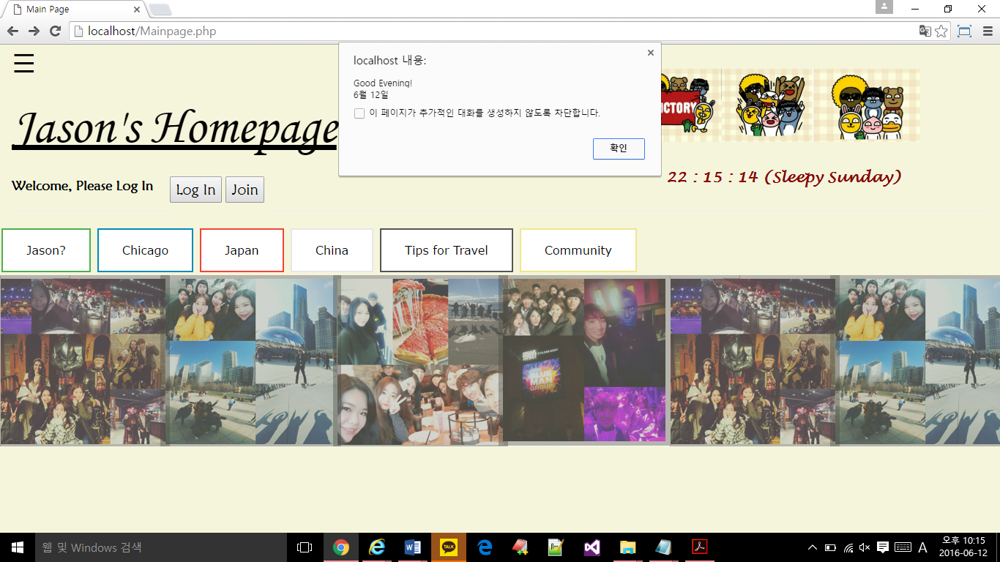 Main Page
localhost/Mainpage.php
localhost 내용:
Good Evening!
6월 12일
이 페이지가 추가적인 대화를 생성하지 않도록 차단합니다.
확인
Jason's Homepage
ICTORY
Welcome, Please Log In
Log In
Join
22 : 15 : 14 (Sleepy Sunday)
Jason?
Chicago
Japan
China
Tips for Travel
Community
BLUE
MAN
GROUP
웹 및 Windows 검색
TALK
A
오후 10:15
2016-06-12